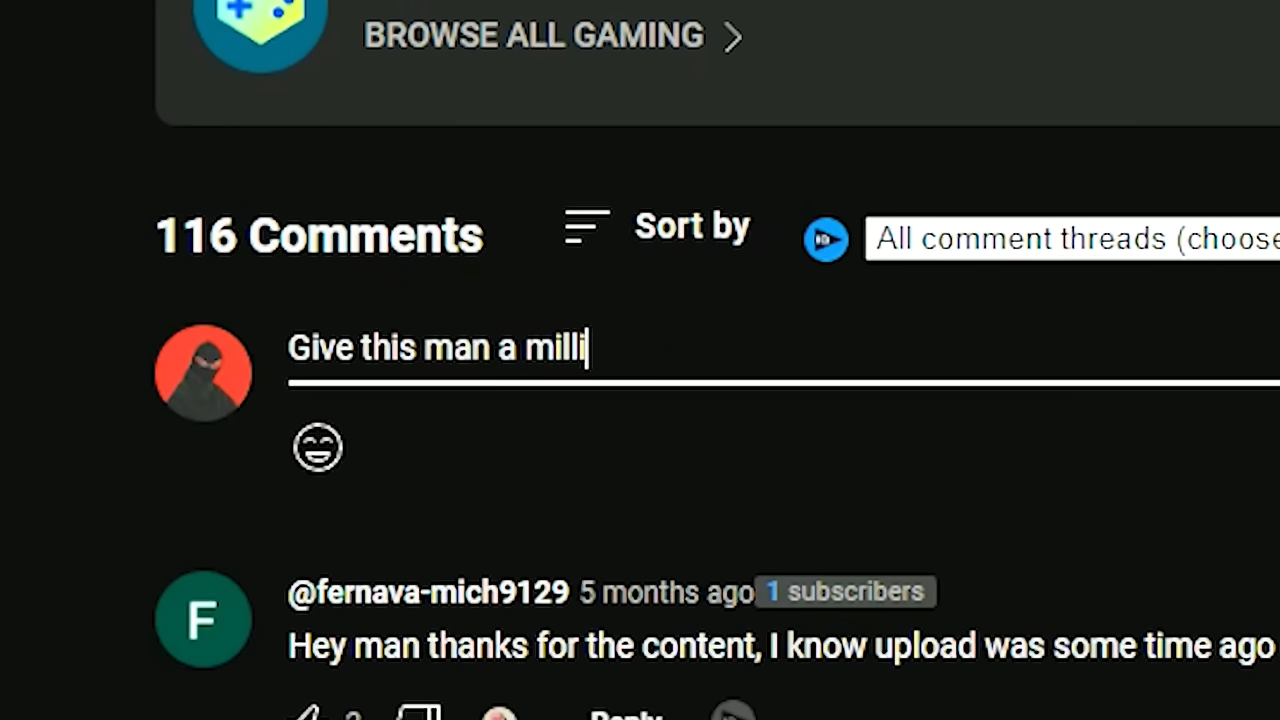 BROWSE ALL GAMING
116 Comments
Sort by
All comment threads (choose
Give this man a milli
F
@fernava-mich9129 5 months ago 1 subscribers
Hey man thanks for the content, I know upload was some time ago
Reply